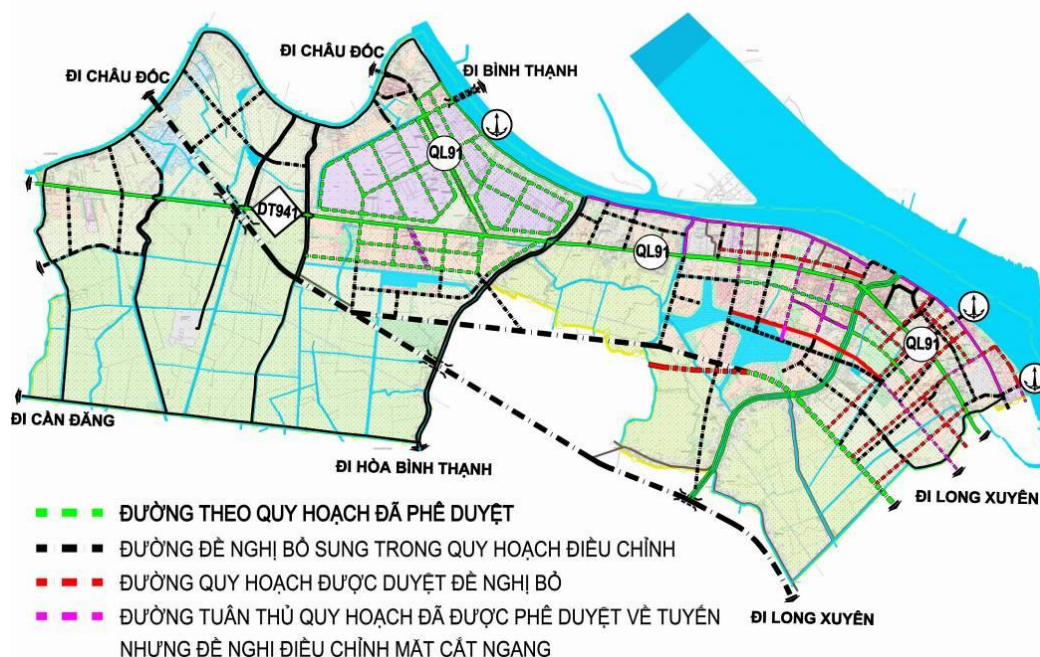 ĐI CHÂU ĐỐC
ĐI CHÂU ĐỐC
ĐI BÌNH THẠNH
QL91
DT941
QL91
QL91
ĐI CẦN ĐĂNG
ĐI HÒA BÌNH THẠNH
ĐI LONG XUYÊN
ĐI LONG XUYÊN
ĐƯỜNG THEO QUY HOẠCH ĐÃ PHÊ DUYỆT
ĐƯỜNG ĐỀ NGHỊ BỔ SUNG TRONG QUY HOẠCH ĐIỀU CHỈNH
ĐƯỜNG QUY HOẠCH ĐƯỢC DUYỆT ĐỀ NGHỊ BỎ
ĐƯỜNG TUÂN THỦ QUY HOẠCH ĐÃ ĐƯỢC PHÊ DUYỆT VỀ TUYẾN
NHƯNG ĐỀ NGHỊ ĐIỀU CHỈNH MẶT CẮT NGANG